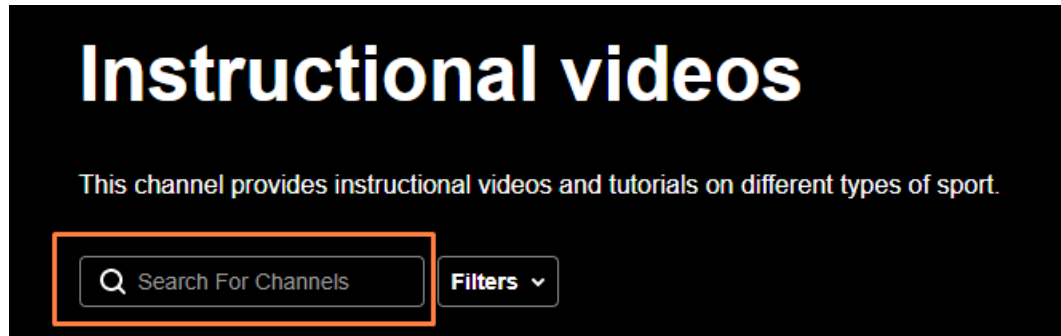 Instructional videos
This channel provides instructional videos and tutorials on different types of sport.
Search For Channels
Filters